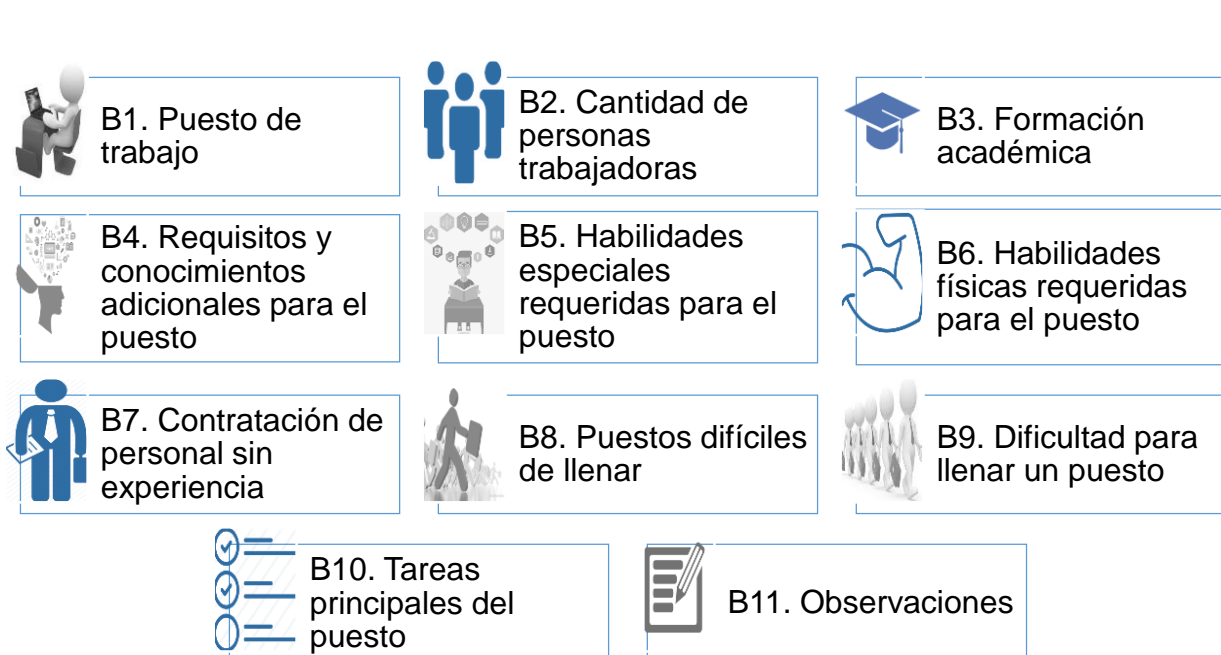 B1. Puesto de
trabajo
B2. Cantidad de
personas
trabajadoras
B3. Formación
académica
B4. Requisitos y
conocimientos
adicionales para el
puesto
B5. Habilidades
especiales
requeridas para el
puesto
B6. Habilidades
físicas requeridas
para el puesto
B7. Contratación de
personal sin
experiencia
B8. Puestos difíciles
de llenar
B9. Dificultad para
llenar un puesto
B10. Tareas
principales del
puesto
B11. Observaciones